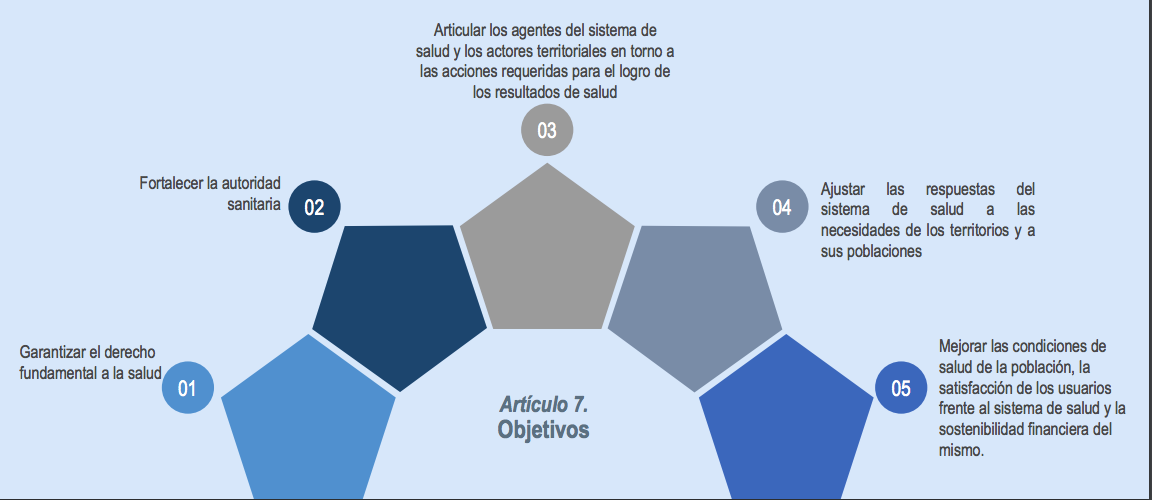 Articular los agentes del sistema de
salud y los actores territoriales en torno a
las acciones requeridas para el logro de
los resultados de salud
03
Fortalecer la autoridad
sanitaria
02
04
Ajustar las respuestas del
sistema de salud a las
necesidades de los territorios y a
sus poblaciones
Garantizar el derecho
fundamental a la salud
01
Artículo 7.
Objetivos
05
Mejorar las condiciones de
salud de la población, la
satisfacción de los usuarios
frente al sistema de salud y la
sostenibilidad financiera del
mismo.